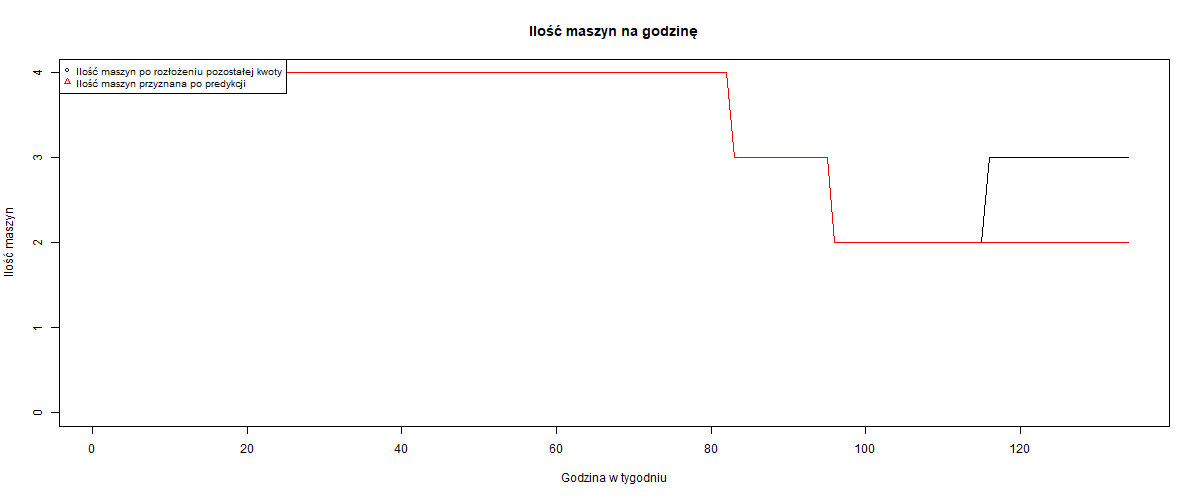 Ilość maszyn na godzinę
Ilość maszyn po rozłożeniu pozostałej kwoty
Ilość maszyn przyznana po predykcji
Ilość maszyn
4
3
2
1
0
0 20 40 60 80 100 120
Godzina w tygodniu